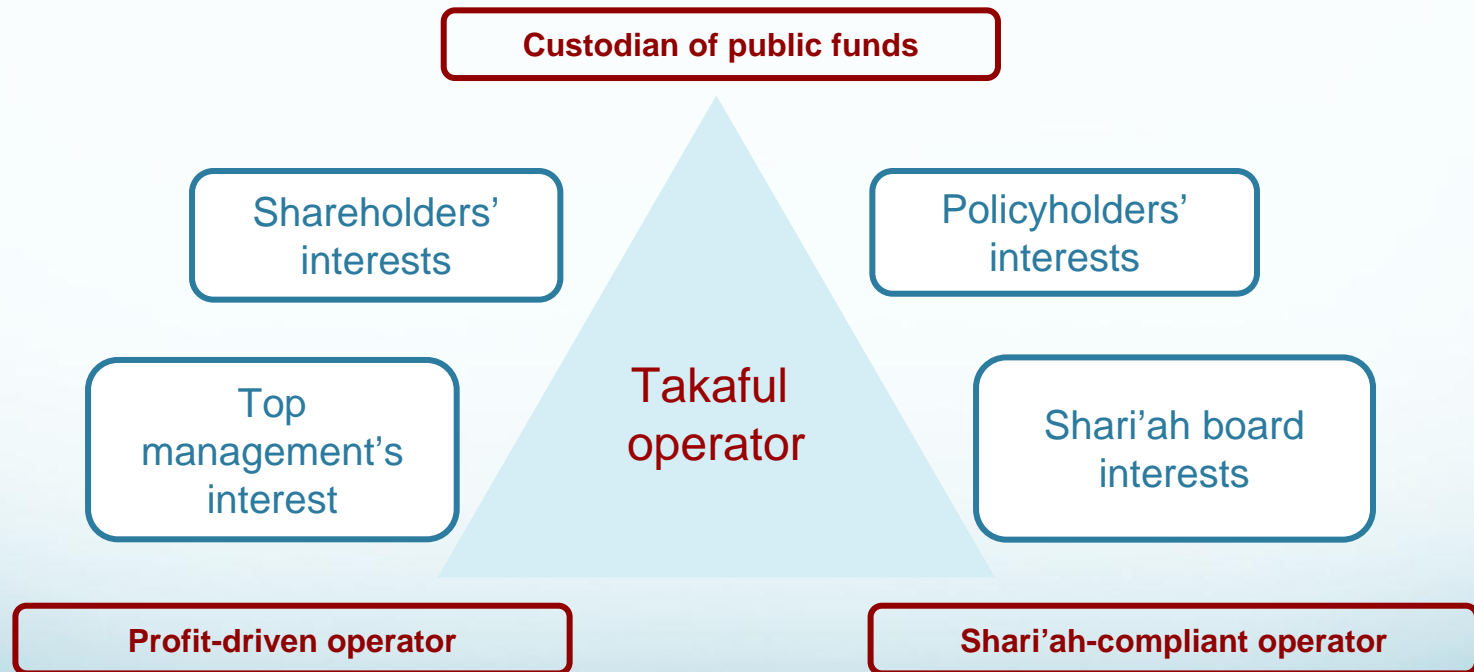 Custodian of public funds
Shareholders’
interests
Policyholders’
interests
Top
management’s
interest
Takaful
operator
Shari’ah board
interests
Profit-driven operator
Shari’ah-compliant operator